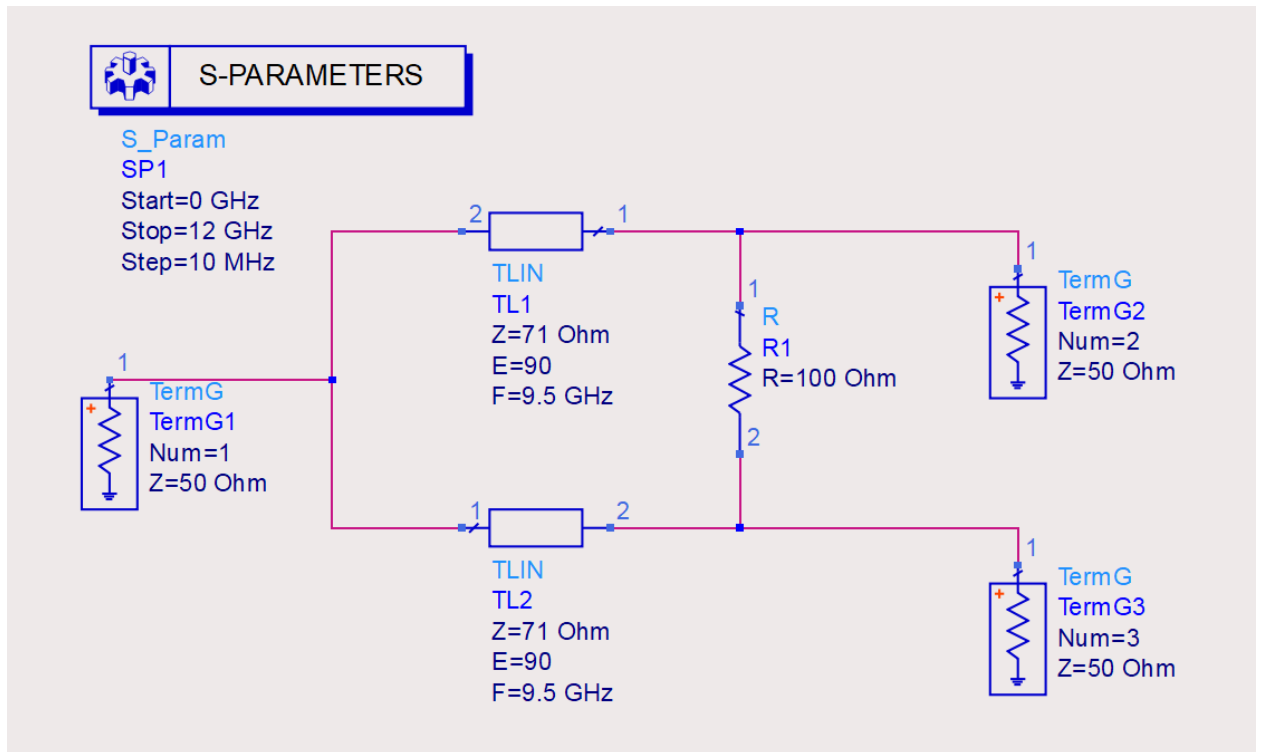 S-PARAMETERS
S_Param
SP1
Start=0 GHz
Stop=12 GHz
Step=10 MHz
1
TermG
TermG1
Num=1
Z=50 Ohm
+
2
1
TLIN
TL1
Z=71 Ohm
E=90
F=9.5 GHz
1
R
R1
R=100 Ohm
2
1
TermG
TermG2
Num=2
Z=50 Ohm
+
1
2
TLIN
TL2
Z=71 Ohm
E=90
F=9.5 GHz
1
TermG
TermG3
Num=3
Z=50 Ohm
+